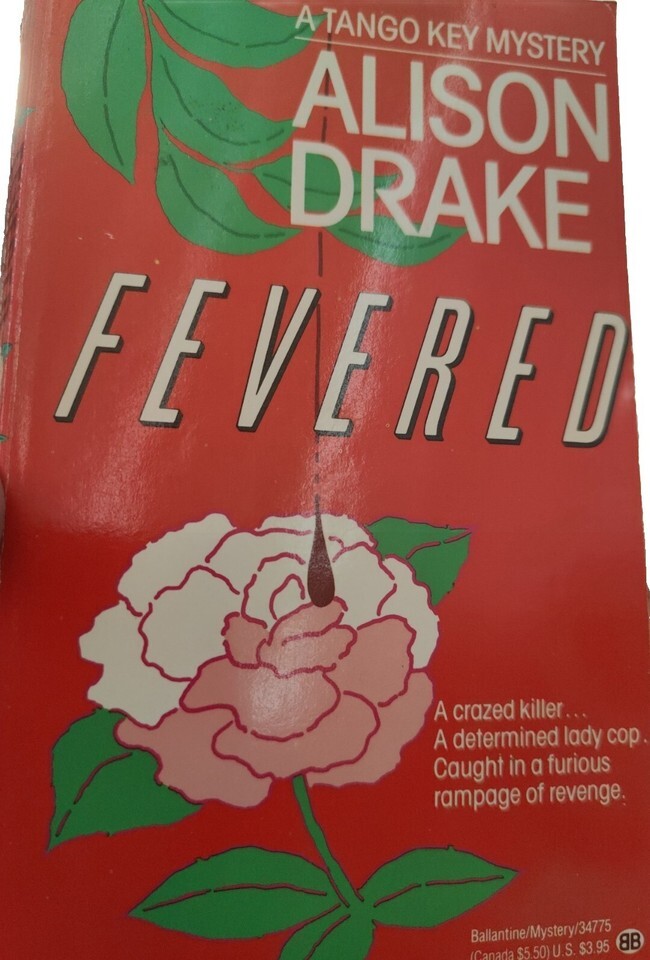 A TANGO KEY MYSTERY
ALISON
DRAKE
FEVERED
A crazed killer...
A determined lady cop.
Caught in a furious
rampage of revenge.
Ballantine/Mystery/34775
(Canada $5.50) U.S. $3.95
BB